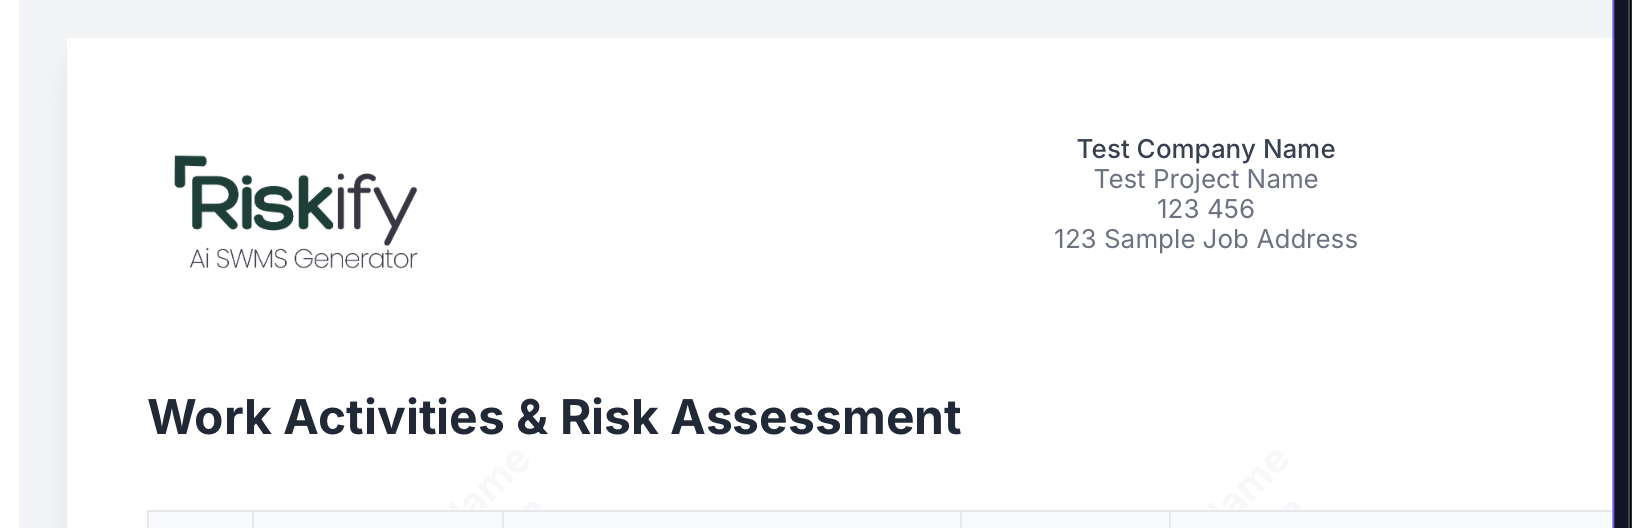 Riskify
Ai SWMS Generator
Test Company Name
Test Project Name
123 456
123 Sample Job Address
Work Activities & Risk Assessment